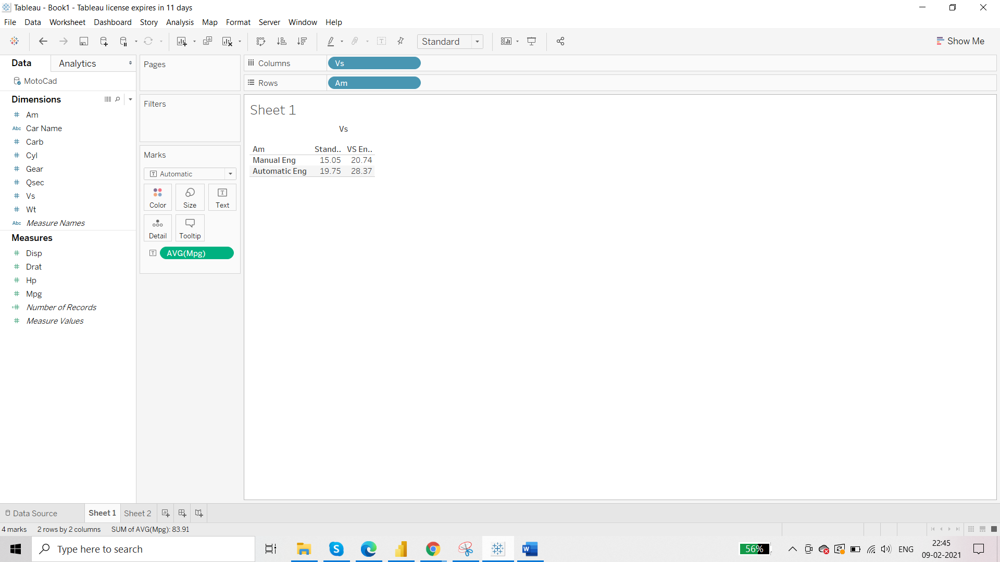 Tableau - Book1 - Tableau license expires in 11 days
File Data Worksheet Dashboard Story Analysis Map Format Server Window Help
Standard
Show Me
Data Analytics
MotoCad
Dimensions
# Am
Abc Car Name
# Carb
# Cyl
# Gear
# Qsec
# Vs
# Wt
Abc Measure Names
Measures
# Disp
# Drat
# Hp
# Mpg
=# Number of Records
# Measure Values
Pages
Filters
Marks
T Automatic
Color Size T Text
Detail Tooltip
T AVG(Mpg)
Columns Vs
Rows Am
Sheet 1
Vs
Am Stand.. VS En..
Manual Eng 15.05 20.74
Automatic Eng 19.75 28.37
Data Source Sheet 1 Sheet 2
4 marks 2 rows by 2 columns SUM of AVG(Mpg): 83.91
Type here to search
56%
ENG
22:45
09-02-2021